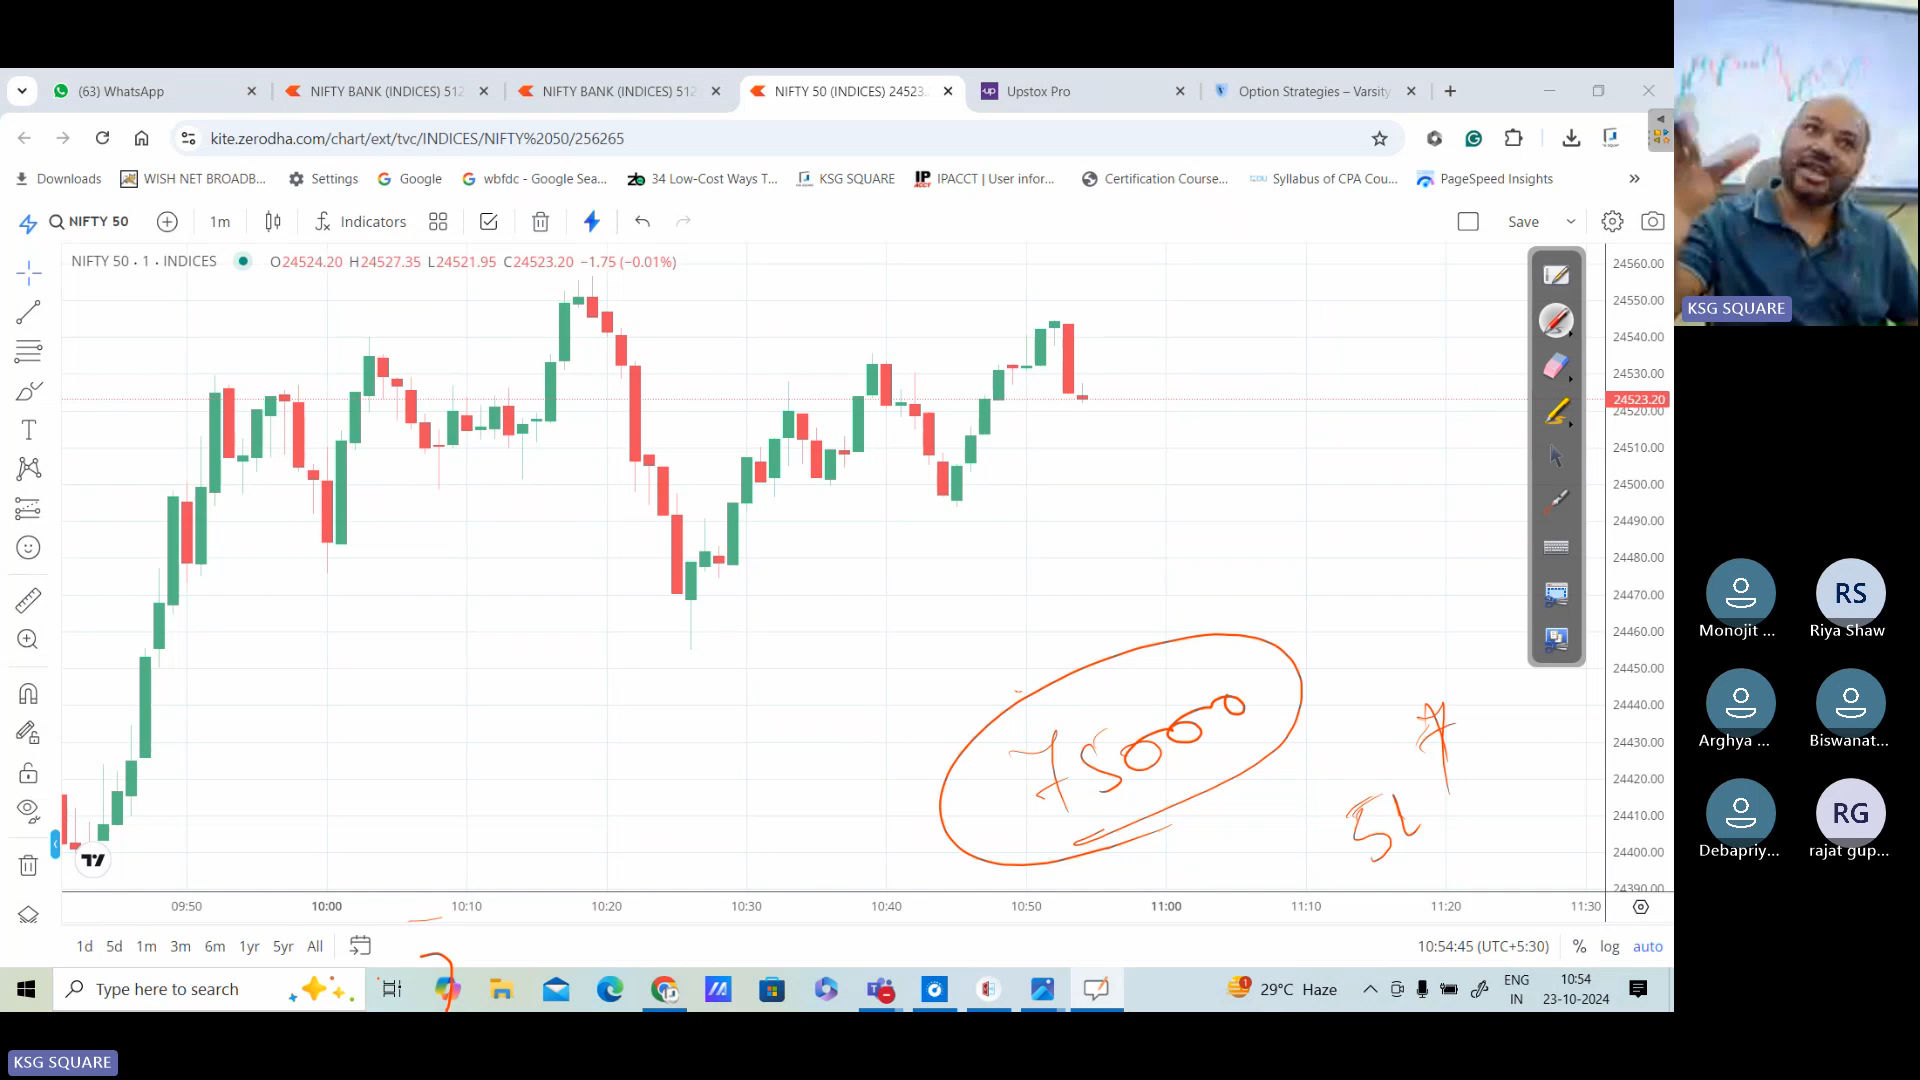 (63) WhatsApp
NIFTY BANK (INDICES) 512
NIFTY BANK (INDICES) 512
NIFTY 50 (INDICES) 24523.
Upstox Pro
Option Strategies – Varsity
kite.zerodha.com/chart/ext/tvc/INDICES/NIFTY%2050/256265
Downloads
WISH NET BROADB...
Settings
Google
wbfdc - Google Sea...
34 Low-Cost Ways T...
KSG SQUARE
IPACCT | User infor...
Certification Course...
Syllabus of CPA Cou...
PageSpeed Insights
NIFTY 50
1m
Indicators
Save
NIFTY 50 · 1 · INDICES
O24524.20 H24527.35 L24521.95 C24523.20 −1.75 (−0.01%)
24560.00
24550.00
24540.00
24530.00
24523.20
24520.00
24510.00
24500.00
24490.00
24480.00
24470.00
24460.00
24450.00
24440.00
24430.00
24420.00
24410.00
24400.00
24390.00
75000
SL
09:50 10:00 10:10 10:20 10:30 10:40 10:50 11:00 11:10 11:20 11:30
1d 5d 1m 3m 6m 1yr 5yr All
10:54:45 (UTC+5:30) % log auto
Type here to search
29°C Haze
ENG
IN
10:54
23-10-2024
KSG SQUARE
Monojit ...
RS
Riya Shaw
Arghya ...
Biswanat...
Debapriy...
RG
rajat gup...
KSG SQUARE